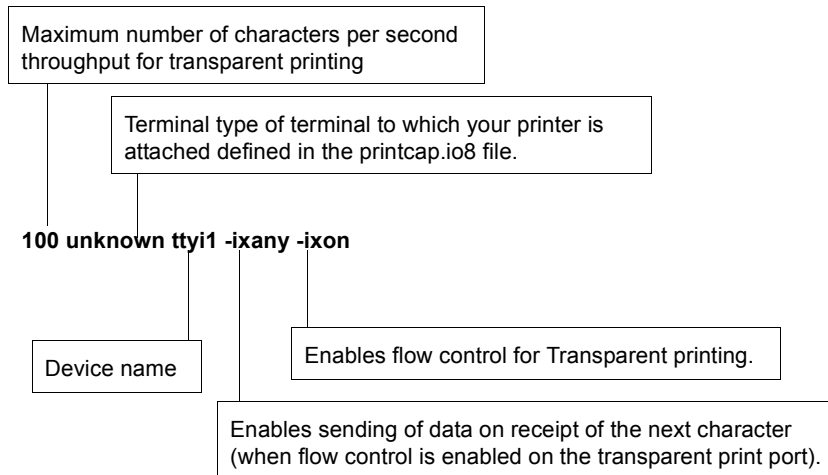 Maximum number of characters per second
throughput for transparent printing
Terminal type of terminal to which your printer is
attached defined in the printcap.io8 file.
100 unknown ttyi1 -ixany -ixon
Device name
Enables flow control for Transparent printing.
Enables sending of data on receipt of the next character
(when flow control is enabled on the transparent print port).